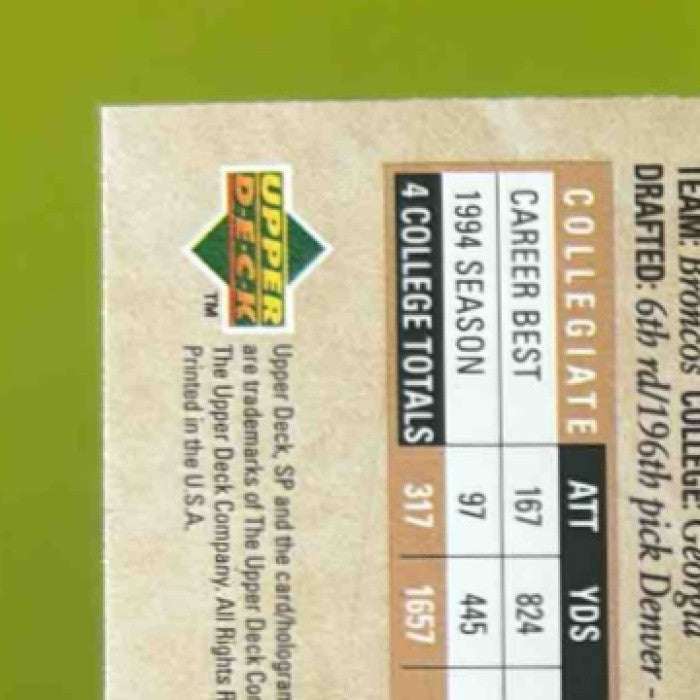 TEAM: Broncos COLLEGE: Georgia
DRAFTED: 6th rd/196th pick Denver
COLLEGIATE ATT YDS
CAREER BEST 167 824
1994 SEASON 97 445
4 COLLEGE TOTALS 317 1657
UPPER
D·E·C·K
TM
Upper Deck, SP and the card/hologram
are trademarks of The Upper Deck
The Upper Deck Company. All Rights
Printed in the U.S.A.